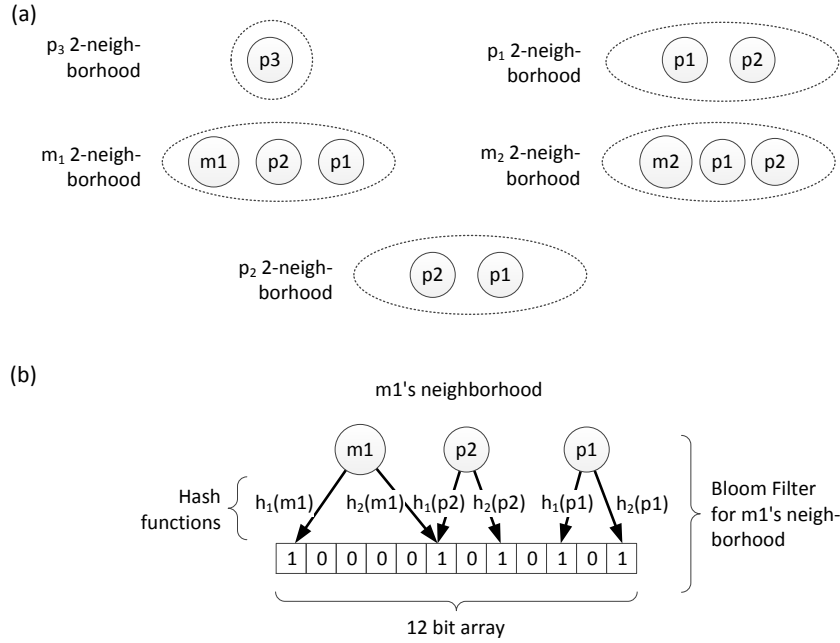 (a)
p3 2-neigh-
borhood
p3
p1 2-neigh-
borhood
p1 p2
m1 2-neigh-
borhood
m1 p2 p1
m2 2-neigh-
borhood
m2 p1 p2
p2 2-neigh-
borhood
p2 p1
(b)
m1's neighborhood
m1 p2 p1
Hash
functions
h1(m1) h2(m1) h1(p2) h2(p2) h1(p1) h2(p1)
Bloom Filter
for m1's neigh-
borhood
1 0 0 0 0 1 0 1 0 1 0 1
12 bit array